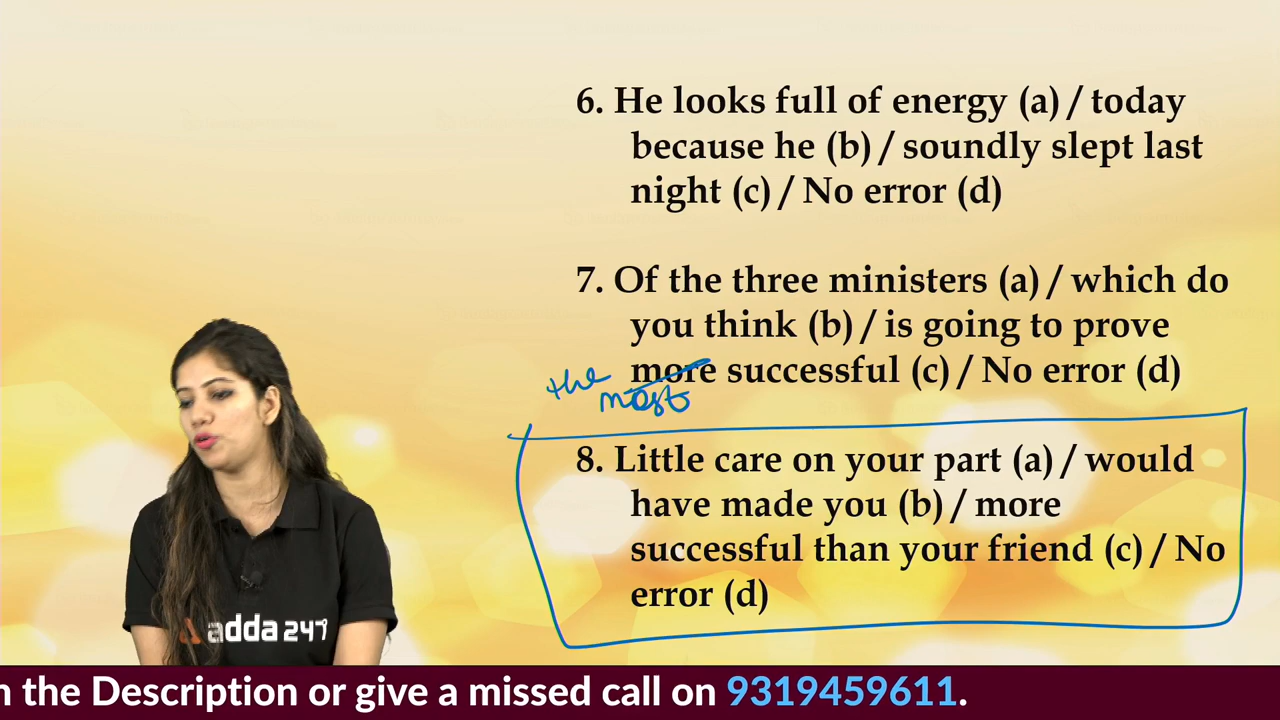 6. He looks full of energy (a) / today
because he (b) / soundly slept last
night (c) / No error (d)
7. Of the three ministers (a) / which do
you think (b) / is going to prove
more successful (c) / No error (d)
the
most
8. Little care on your part (a) / would
have made you (b) / more
successful than your friend (c) / No
error (d)
adda 247
n the Description or give a missed call on 9319459611.